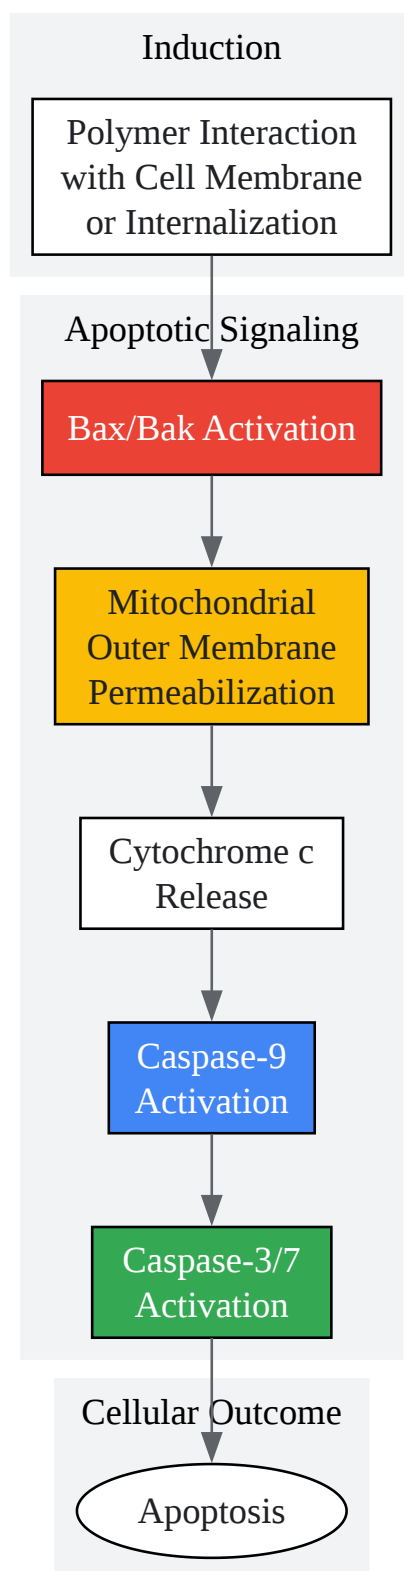 Induction
Polymer Interaction
with Cell Membrane
or Internalization
Apoptotic Signaling
Bax/Bak Activation
Mitochondrial
Outer Membrane
Permeabilization
Cytochrome c
Release
Caspase-9
Activation
Caspase-3/7
Activation
Cellular Outcome
Apoptosis